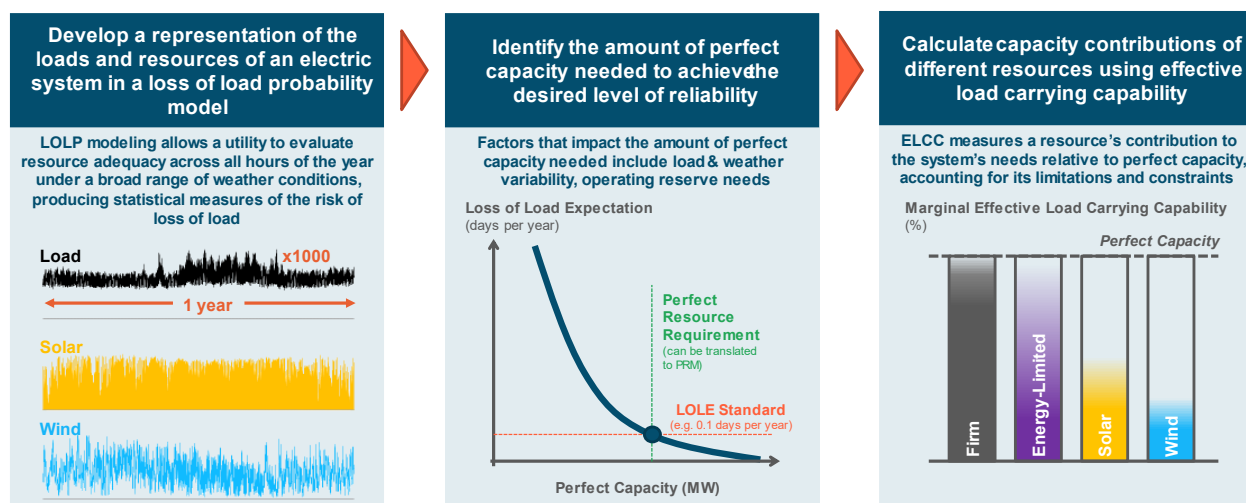 Develop a representation of the
loads and resources of an electric
system in a loss of load probability
model
LOLP modeling allows a utility to evaluate
resource adequacy across all hours of the year
under a broad range of weather conditions,
producing statistical measures of the risk of
loss of load
Load
x1000
1 year
Solar
Wind
Identify the amount of perfect
capacity needed to achieve the
desired level of reliability
Factors that impact the amount of perfect
capacity needed include load & weather
variability, operating reserve needs
Loss of Load Expectation
(days per year)
Perfect
Resource
Requirement
(can be translated
to PRM)
LOLE Standard
(e.g. 0.1 days per year)
Perfect Capacity (MW)
Calculate capacity contributions of
different resources using effective
load carrying capability
ELCC measures a resource's contribution to
the system's needs relative to perfect capacity,
accounting for its limitations and constraints
Marginal Effective Load Carrying Capability
(%)
Perfect Capacity
Firm
Energy-Limited
Solar
Wind